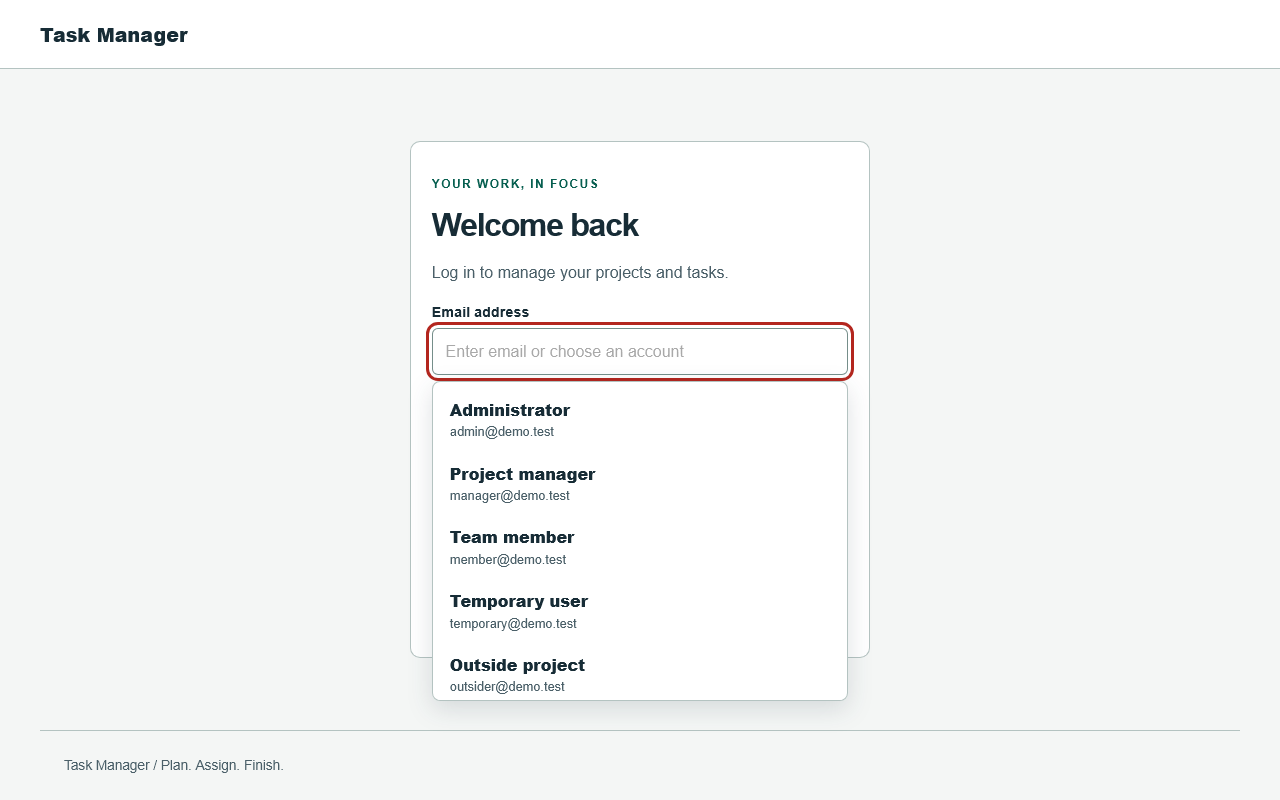 Task Manager
YOUR WORK, IN FOCUS
Welcome back
Log in to manage your projects and tasks.
Email address
Enter email or choose an account
Administrator
admin@demo.test
Project manager
manager@demo.test
Team member
member@demo.test
Temporary user
temporary@demo.test
Outside project
outsider@demo.test
Task Manager / Plan. Assign. Finish.